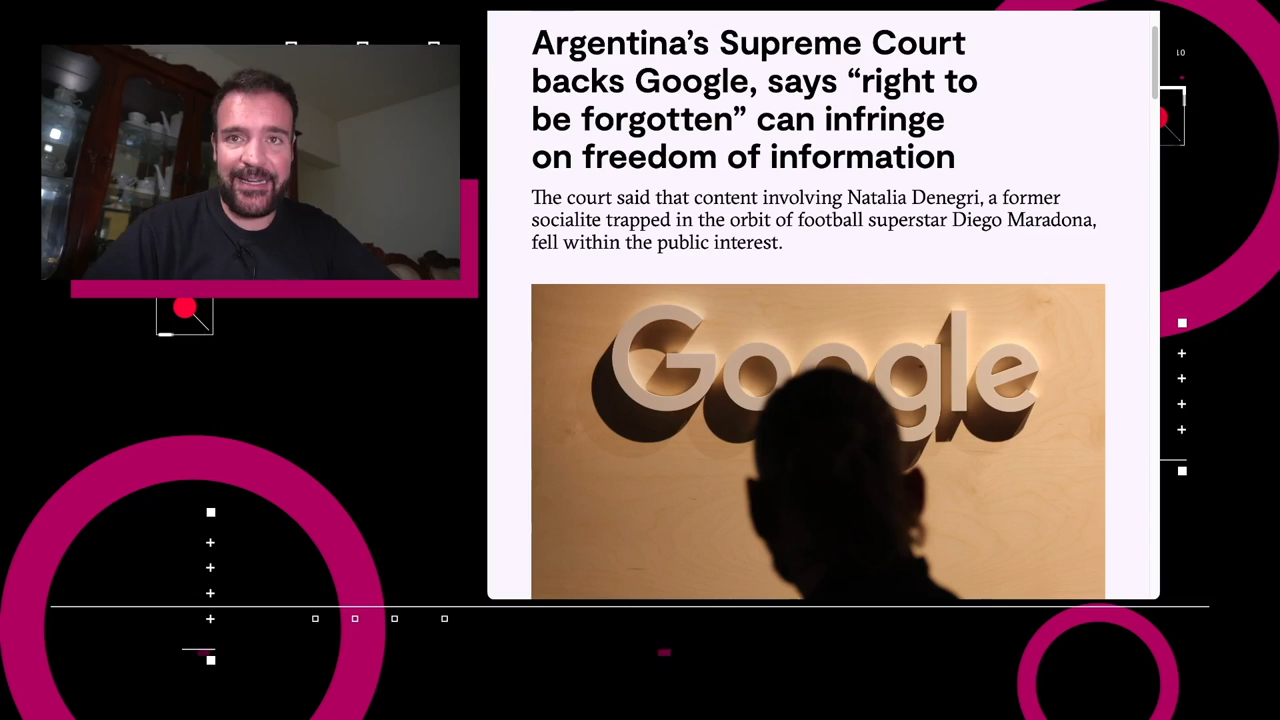 Argentina’s Supreme Court
backs Google, says “right to
be forgotten” can infringe
on freedom of information
The court said that content involving Natalia Denegri, a former
socialite trapped in the orbit of football superstar Diego Maradona,
fell within the public interest.
Google